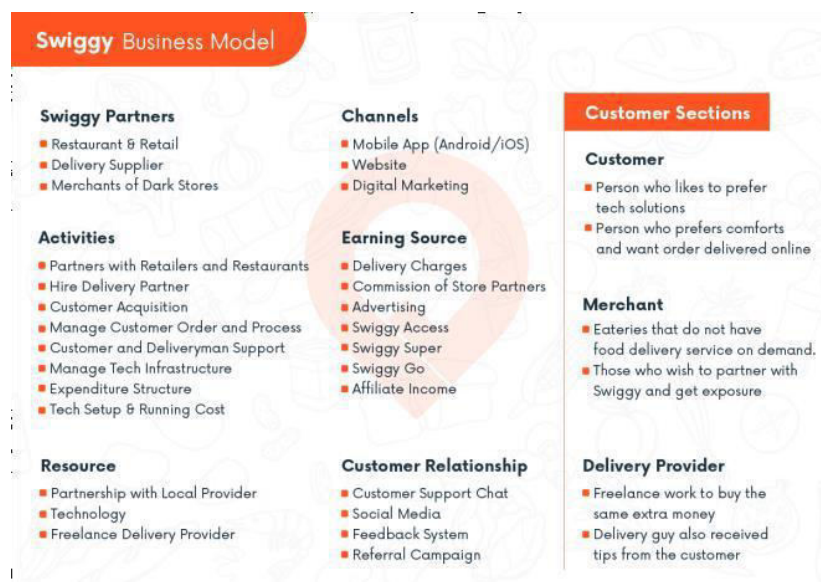 Swiggy Business Model
Swiggy Partners
Restaurant & Retail
Delivery Supplier
Merchants of Dark Stores
Channels
Mobile App (Android/iOS)
Website
Digital Marketing
Activities
Partners with Retailers and Restaurants
Hire Delivery Partner
Customer Acquisition
Manage Customer Order and Process
Customer and Deliveryman Support
Manage Tech Infrastructure
Expenditure Structure
Tech Setup & Running Cost
Earning Source
Delivery Charges
Commission of Store Partners
Advertising
Swiggy Access
Swiggy Super
Swiggy Go
Affiliate Income
Resource
Partnership with Local Provider
Technology
Freelance Delivery Provider
Customer Relationship
Customer Support Chat
Social Media
Feedback System
Referral Campaign
Customer Sections
Customer
Person who likes to prefer
tech solutions
Person who prefers comforts
and want order delivered online
Merchant
Eateries that do not have
food delivery service on demand.
Those who wish to partner with
Swiggy and get exposure
Delivery Provider
Freelance work to buy the
same extra money
Delivery guy also received
tips from the customer